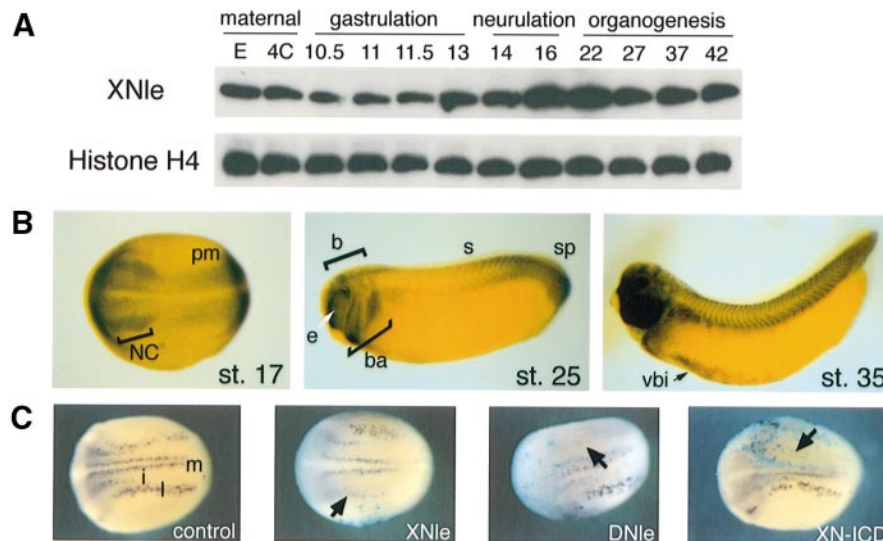 A
maternal gastrulation neurulation organogenesis
E 4C 10.5 11 11.5 13 14 16 22 27 37 42
XNle
Histone H4
B
pm
NC
st. 17
b s sp
e
ba
st. 25
vbi
st. 35
C
i l m
control
XNle
DNle
XN-ICD